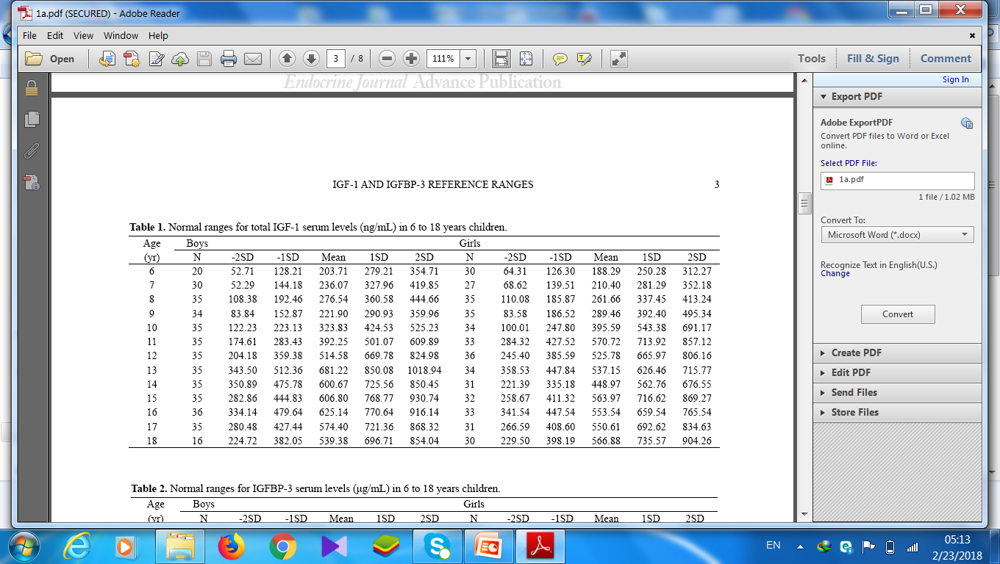 1a.pdf (SECURED) - Adobe Reader
File Edit View Window Help
Open 3 / 8 111% Tools Fill & Sign Comment
Endocrine Journal Advance Publication
Sign In
Export PDF
Adobe ExportPDF
Convert PDF files to Word or Excel
online.
Select PDF File:
1a.pdf
1 file / 1.02 MB
Convert To:
Microsoft Word (*.docx)
Recognize Text in English(U.S.)
Change
Convert
Create PDF
Edit PDF
Send Files
Store Files
IGF-1 AND IGFBP-3 REFERENCE RANGES 3
Table 1. Normal ranges for total IGF-1 serum levels (ng/mL) in 6 to 18 years children.
Age Boys Girls
(yr) N -2SD -1SD Mean 1SD 2SD N -2SD -1SD Mean 1SD 2SD
6 20 52.71 128.21 203.71 279.21 354.71 30 64.31 126.30 188.29 250.28 312.27
7 30 52.29 144.18 236.07 327.96 419.85 27 68.62 139.51 210.40 281.29 352.18
8 35 108.38 192.46 276.54 360.58 444.66 35 110.08 185.87 261.66 337.45 413.24
9 34 83.84 152.87 221.90 290.93 359.96 35 83.58 186.52 289.46 392.40 495.34
10 35 122.23 223.13 323.83 424.53 525.23 34 100.01 247.80 395.59 543.38 691.17
11 35 174.61 283.43 392.25 501.07 609.89 33 284.32 427.52 570.72 713.92 857.12
12 35 204.18 359.38 514.58 669.78 824.98 36 245.40 385.59 525.78 665.97 806.16
13 35 343.50 512.36 681.22 850.08 1018.94 34 358.53 447.84 537.15 626.46 715.77
14 35 350.89 475.78 600.67 725.56 850.45 31 221.39 335.18 448.97 562.76 676.55
15 35 282.86 444.83 606.80 768.77 930.74 32 258.67 411.32 563.97 716.62 869.27
16 36 334.14 479.64 625.14 770.64 916.14 33 341.54 447.54 553.54 659.54 765.54
17 35 280.48 427.44 574.40 721.36 868.32 31 266.59 408.60 550.61 692.62 834.63
18 16 224.72 382.05 539.38 696.71 854.04 30 229.50 398.19 566.88 735.57 904.26
Table 2. Normal ranges for IGFBP-3 serum levels (μg/mL) in 6 to 18 years children.
Age Boys Girls
(yr) N -2SD -1SD Mean 1SD 2SD N -2SD -1SD Mean 1SD 2SD
EN 05:13
2/23/2018